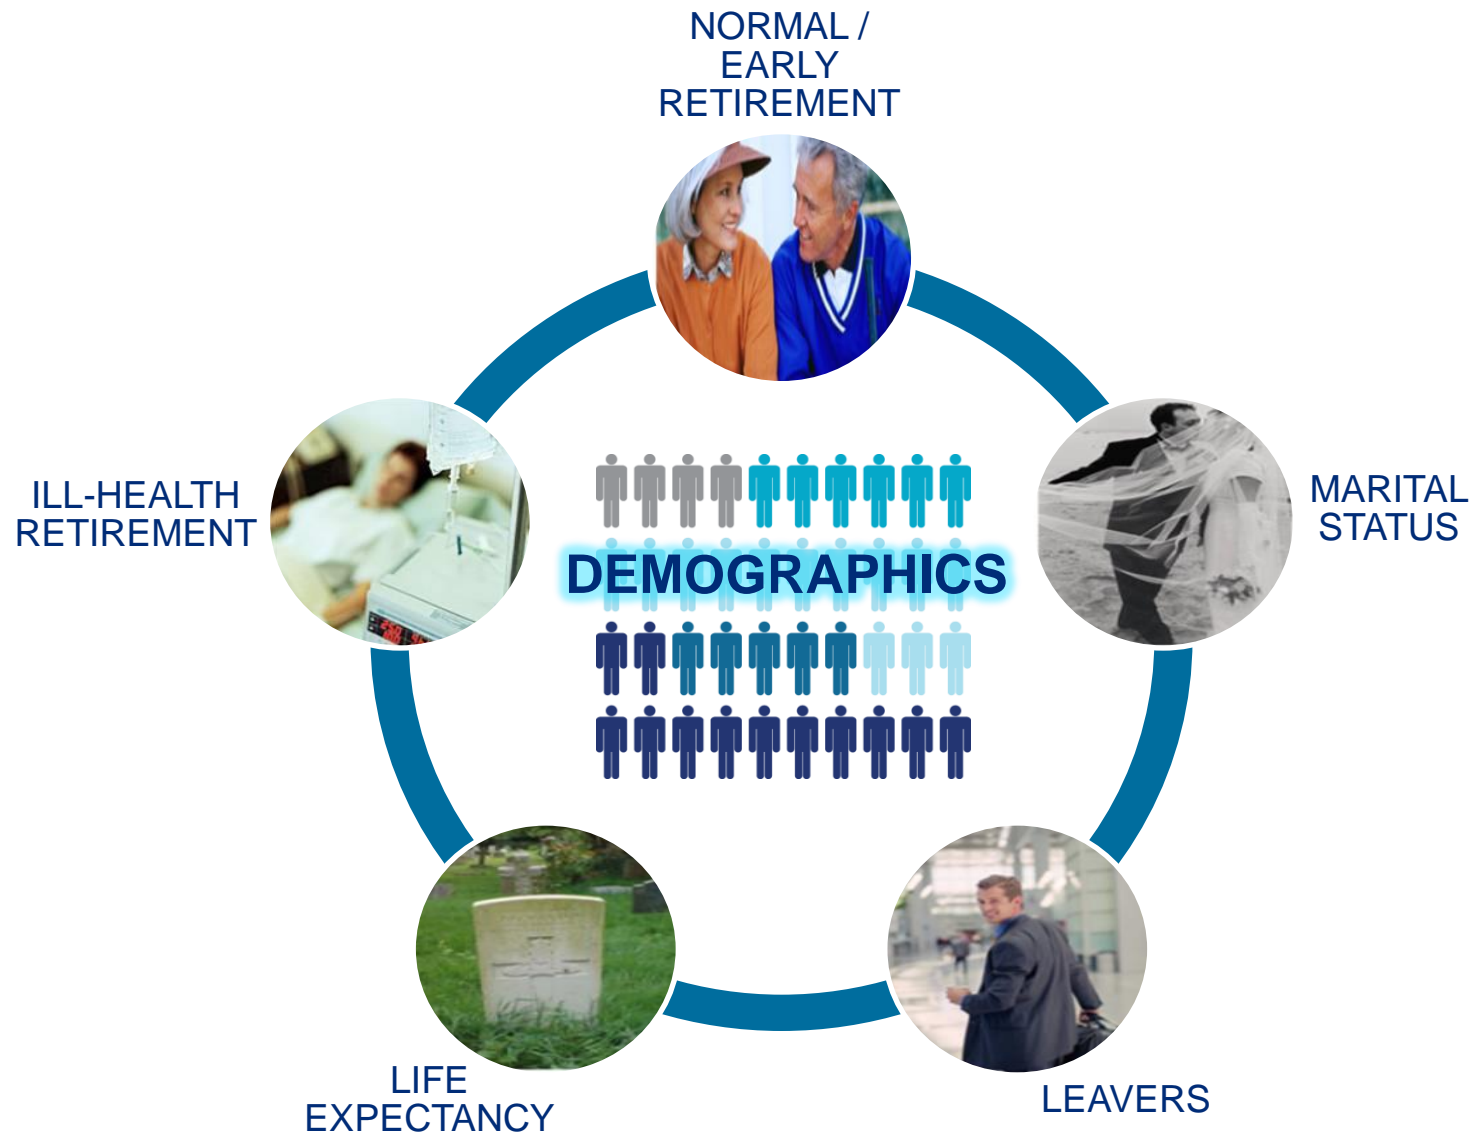 NORMAL /
EARLY
RETIREMENT
ILL-HEALTH
RETIREMENT
MARITAL
STATUS
DEMOGRAPHICS
LIFE
EXPECTANCY
LEAVERS